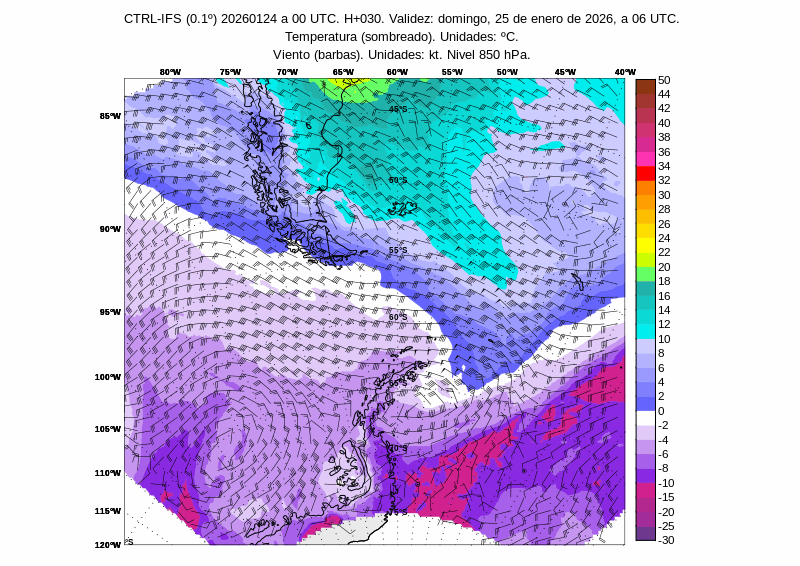 CTRL-IFS (0.1º) 20260124 a 00 UTC. H+030. Validez: domingo, 25 de enero de 2026, a 06 UTC.
Temperatura (sombreado). Unidades: ºC.
Viento (barbas). Unidades: kt. Nivel 850 hPa.
80°W 75°W 70°W 65°W 60°W 55°W 50°W 45°W 40°W
85°W
90°W
95°W
100°W
105°W
110°W
115°W
120°W
45°S
55°S
60°S
70°S
50
44
42
40
38
36
34
32
30
28
26
24
22
20
18
16
14
12
10
8
6
4
2
0
-2
-4
-6
-8
-10
-15
-20
-25
-30